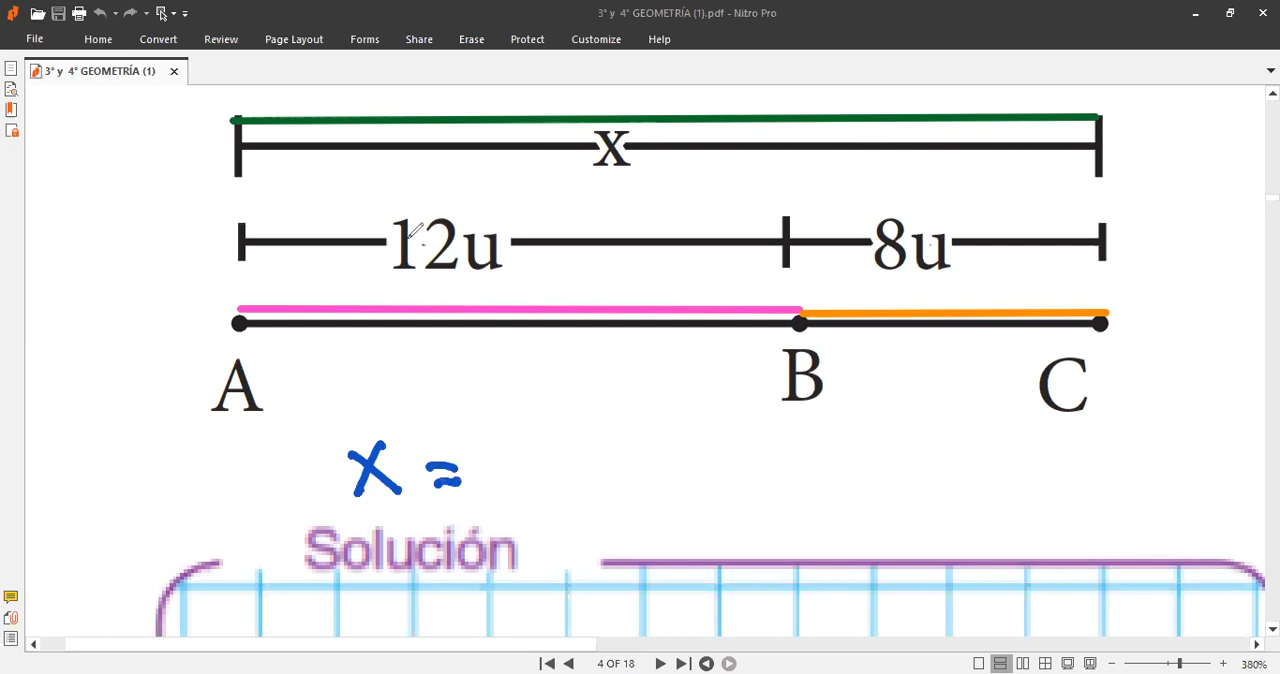 3° y 4° GEOMETRÍA (1).pdf - Nitro Pro
File Home Convert Review Page Layout Forms Share Erase Protect Customize Help
3° y 4° GEOMETRÍA (1)
x
12u 8u
A B C
X =
Solución
4 OF 18
380%